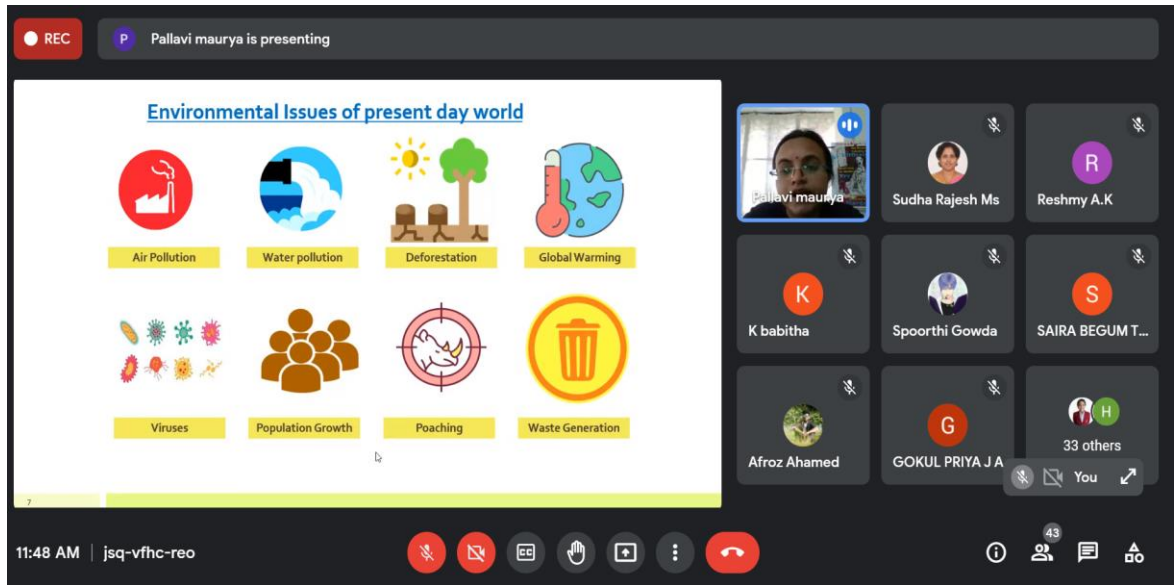 REC
P
Pallavi maurya is presenting
Environmental Issues of present day world
Air Pollution
Water pollution
Deforestation
Global Warming
Viruses
Population Growth
Poaching
Waste Generation
7
Pallavi maurya
Sudha Rajesh Ms
R
Reshmy A.K
K
K babitha
Spoorthi Gowda
S
SAIRA BEGUM T...
Afroz Ahamed
G
GOKUL PRIYA J A
H
33 others
You
11:48 AM | jsq-vfhc-reo
CC
43